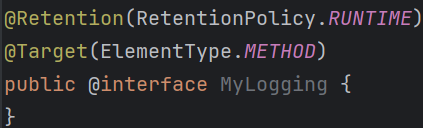 @Retention(RetentionPolicy.RUNTIME)
@Target(ElementType.METHOD)
public @interface MyLogging {
}